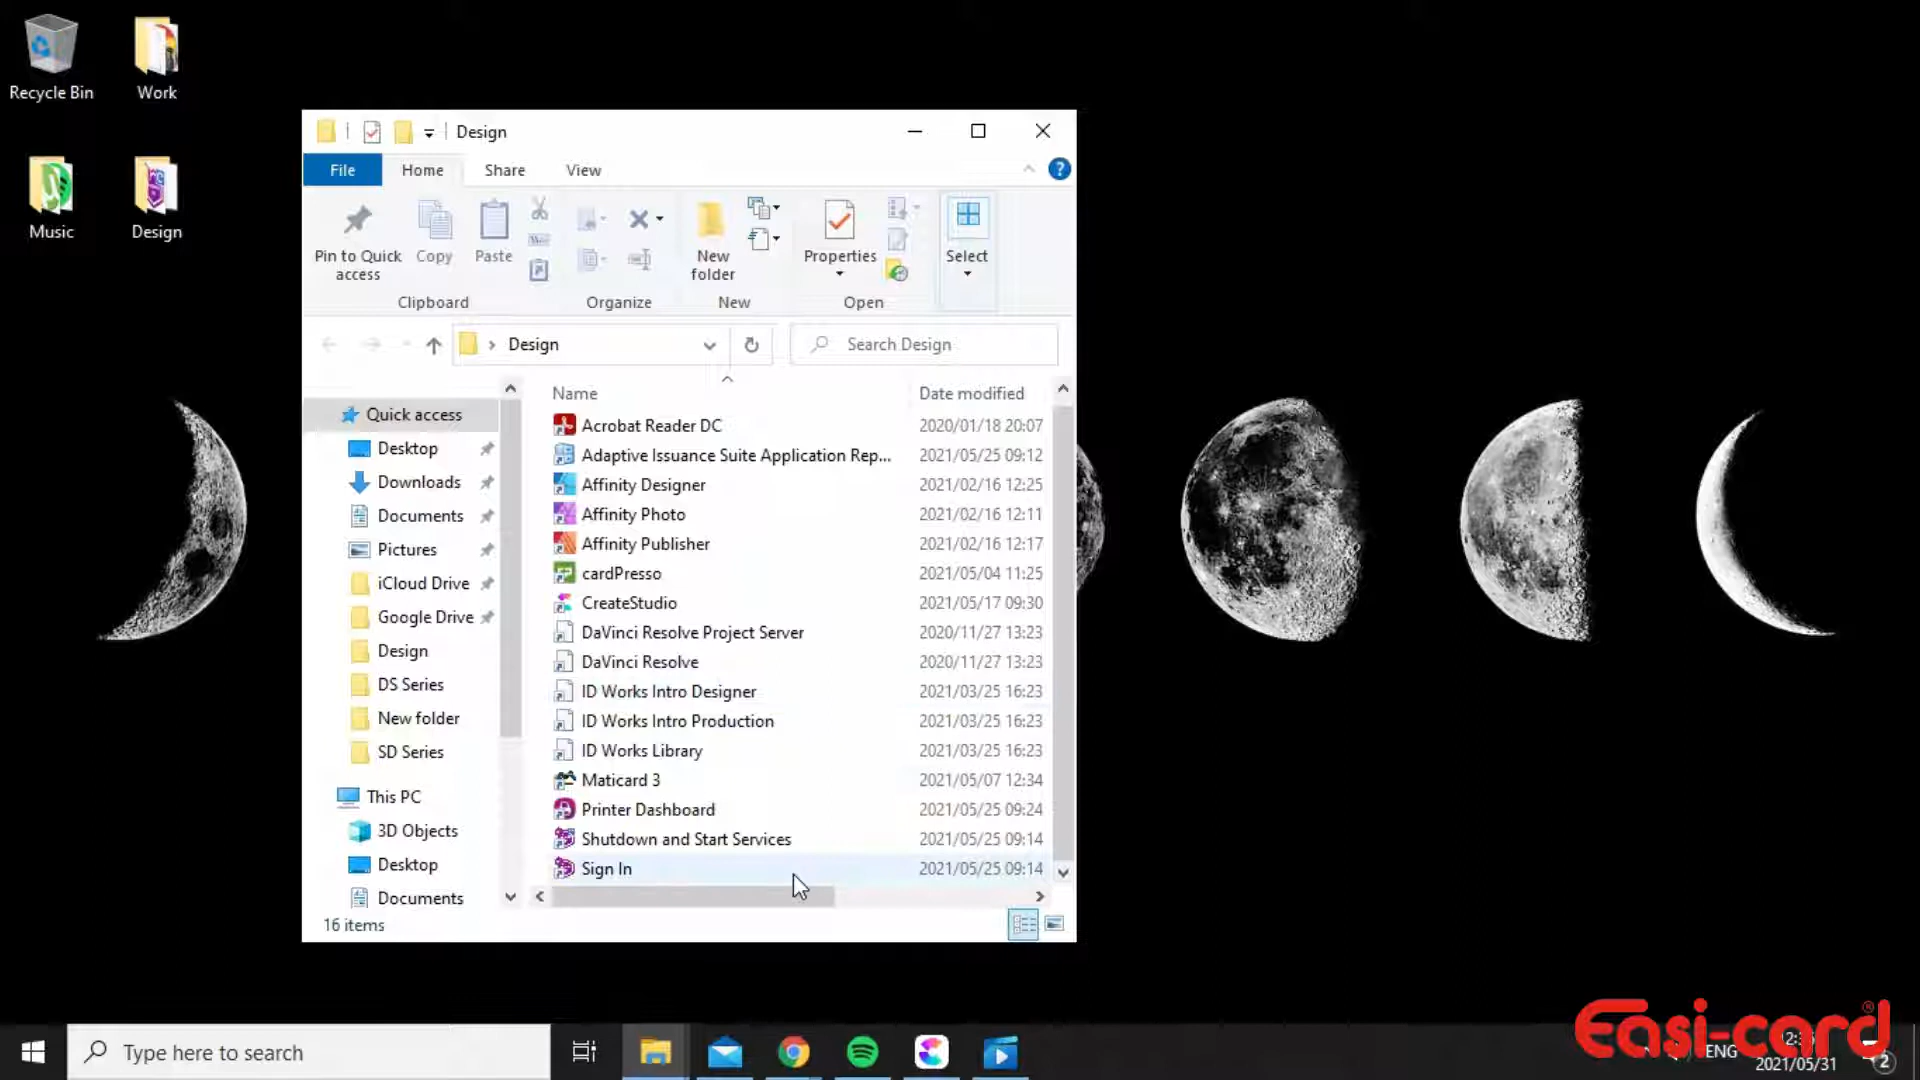 Recycle Bin
Work
Music
Design
Design
File
Home
Share
View
?
Pin to Quick
access
Copy
Paste
New
folder
Properties
Select
Clipboard
Organize
New
Open
Design
Search Design
Name
Date modified
Quick access
Desktop
Downloads
Documents
Pictures
iCloud Drive
Google Drive
Design
DS Series
New folder
SD Series
This PC
3D Objects
Desktop
Documents
Acrobat Reader DC 2020/01/18 20:07
Adaptive Issuance Suite Application Rep... 2021/05/25 09:12
Affinity Designer 2021/02/16 12:25
Affinity Photo 2021/02/16 12:11
Affinity Publisher 2021/02/16 12:17
cardPresso 2021/05/04 11:25
CreateStudio 2021/05/17 09:30
DaVinci Resolve Project Server 2020/11/27 13:23
DaVinci Resolve 2020/11/27 13:23
ID Works Intro Designer 2021/03/25 16:23
ID Works Intro Production 2021/03/25 16:23
ID Works Library 2021/03/25 16:23
Maticard 3 2021/05/07 12:34
Printer Dashboard 2021/05/25 09:24
Shutdown and Start Services 2021/05/25 09:14
Sign In 2021/05/25 09:14
16 items
Type here to search
Easi-card®
ENG
2021/05/31
2